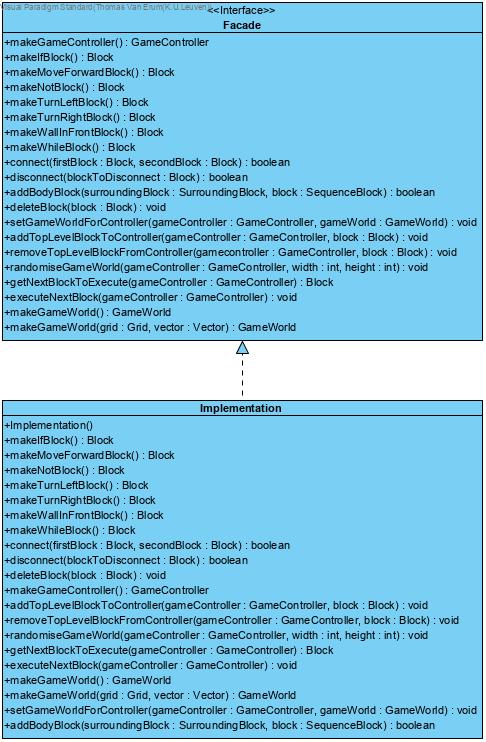 Visual Paradigm Standard(Thomas Van Erum(K.U.Leuven))
<<Interface>>
Facade
+makeGameController() : GameController
+makeIfBlock() : Block
+makeMoveForwardBlock() : Block
+makeNotBlock() : Block
+makeTurnLeftBlock() : Block
+makeTurnRightBlock() : Block
+makeWallInFrontBlock() : Block
+makeWhileBlock() : Block
+connect(firstBlock : Block, secondBlock : Block) : boolean
+disconnect(blockToDisconnect : Block) : boolean
+addBodyBlock(surroundingBlock : SurroundingBlock, block : SequenceBlock) : boolean
+deleteBlock(block : Block) : void
+setGameWorldForController(gameController : GameController, gameWorld : GameWorld) : void
+addTopLevelBlockToController(gameController : GameController, block : Block) : void
+removeTopLevelBlockFromController(gamecontroller : GameController, block : Block) : void
+randomiseGameWorld(gameController : GameController, width : int, height : int) : void
+getNextBlockToExecute(gameController : GameController) : Block
+executeNextBlock(gameController : GameController) : void
+makeGameWorld() : GameWorld
+makeGameWorld(grid : Grid, vector : Vector) : GameWorld
Implementation
+Implementation()
+makeIfBlock() : Block
+makeMoveForwardBlock() : Block
+makeNotBlock() : Block
+makeTurnLeftBlock() : Block
+makeTurnRightBlock() : Block
+makeWallInFrontBlock() : Block
+makeWhileBlock() : Block
+connect(firstBlock : Block, secondBlock : Block) : boolean
+disconnect(blockToDisconnect : Block) : boolean
+deleteBlock(block : Block) : void
+makeGameController() : GameController
+addTopLevelBlockToController(gameController : GameController, block : Block) : void
+removeTopLevelBlockFromController(gameController : GameController, block : Block) : void
+randomiseGameWorld(gameController : GameController, width : int, height : int) : void
+getNextBlockToExecute(gameController : GameController) : Block
+executeNextBlock(gameController : GameController) : void
+makeGameWorld() : GameWorld
+makeGameWorld(grid : Grid, vector : Vector) : GameWorld
+setGameWorldForController(gameController : GameController, gameWorld : GameWorld) : void
+addBodyBlock(surroundingBlock : SurroundingBlock, block : SequenceBlock) : boolean